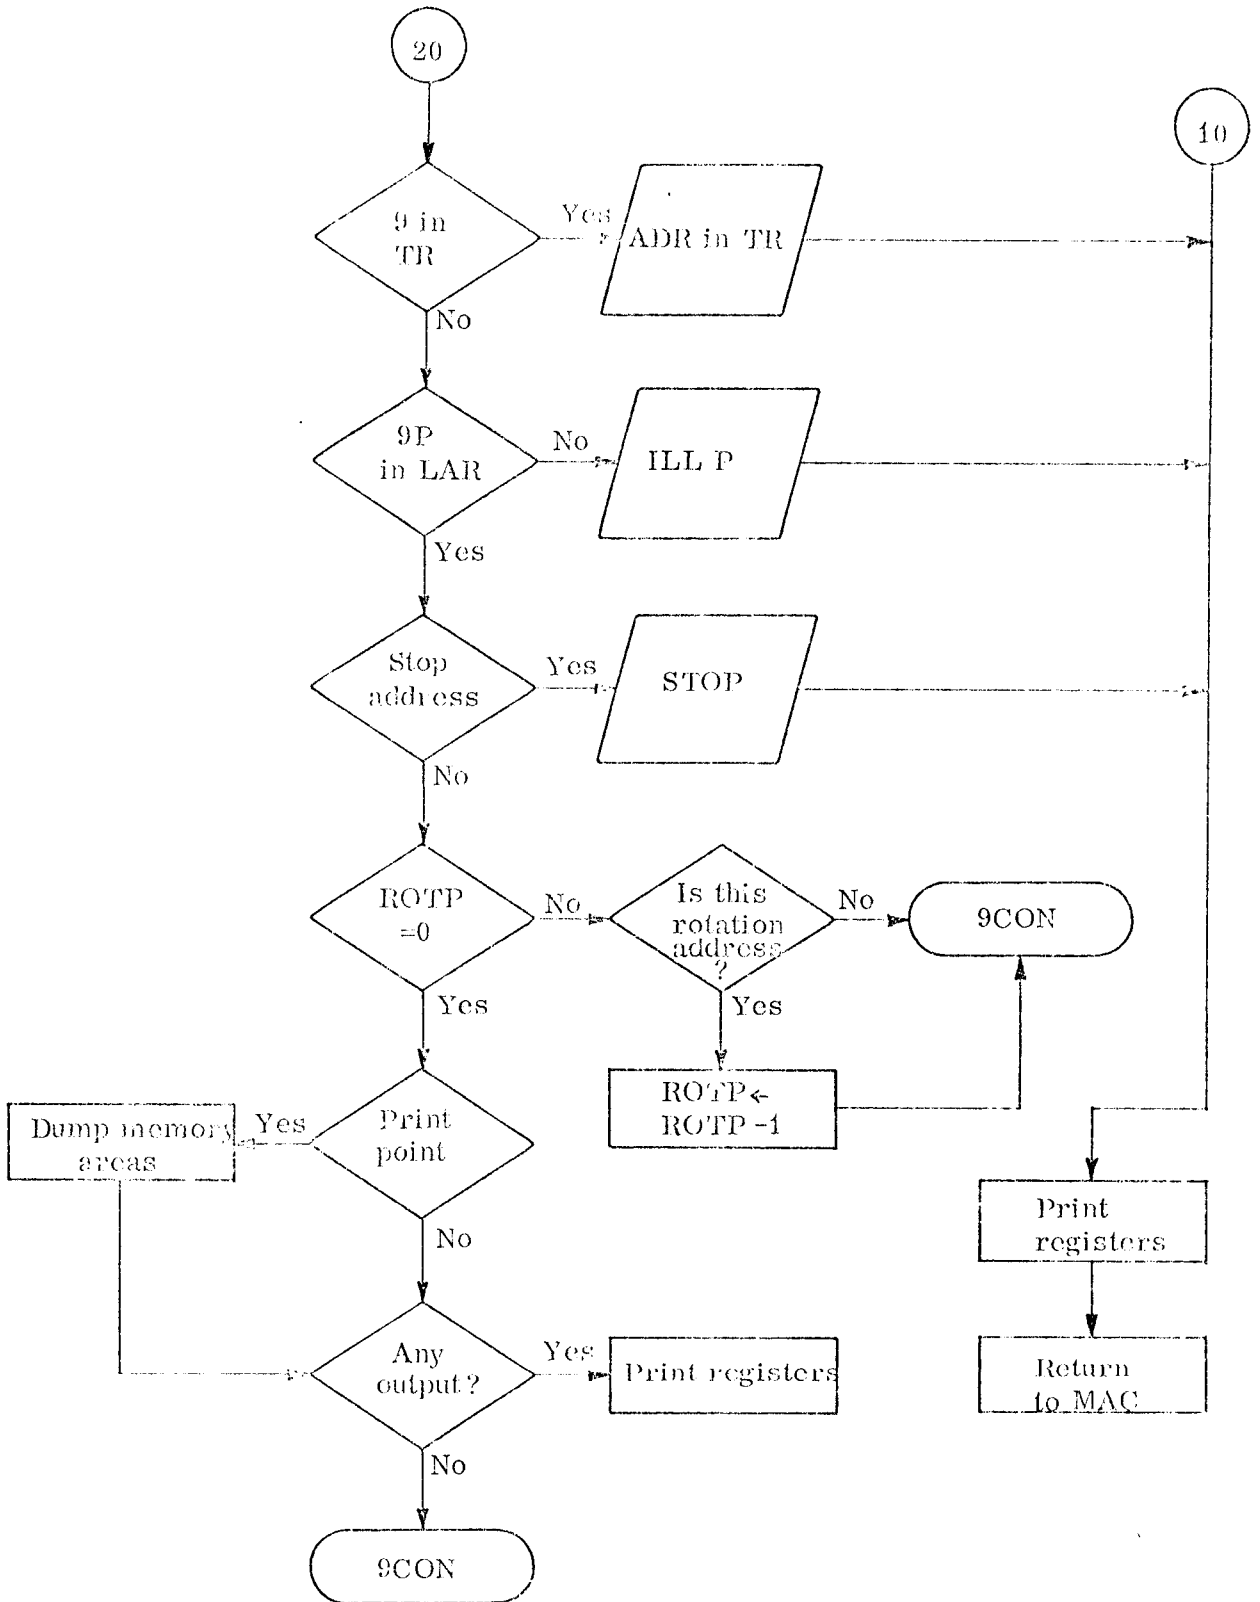 20
10
9 in
TR
Yes
ADR in TR
No
9P
in LAR
No
ILL P
Yes
Stop
address
Yes
STOP
No
ROTP
=0
No
Is this
rotation
address
?
No
9CON
Yes
Yes
ROTP←
ROTP -1
Print
point
Yes
Dump memory
areas
No
Print
registers
Any
output?
Yes
Print registers
Return
to MAC
No
9CON